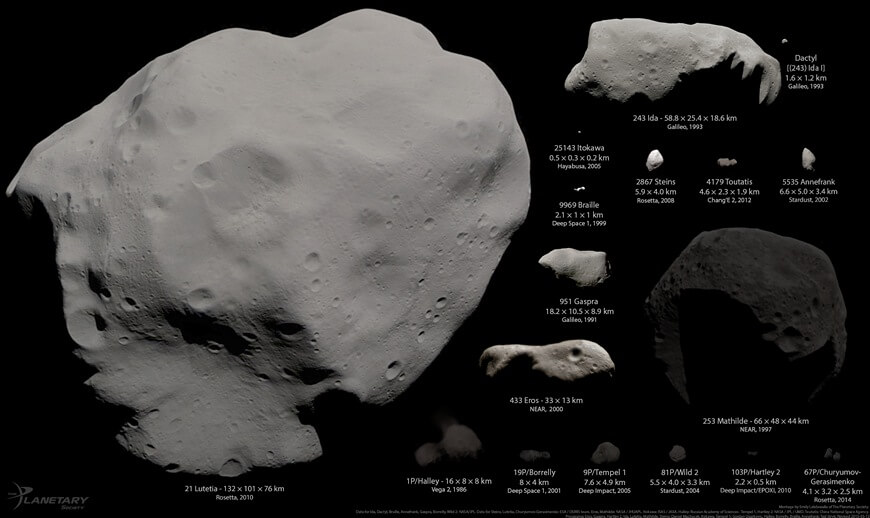 Dactyl
[(243) Ida I]
1.6 × 1.2 km
Galileo, 1993
243 Ida - 58.8 × 25.4 × 18.6 km
Galileo, 1993
25143 Itokawa
0.5 × 0.3 × 0.2 km
Hayabusa, 2005
2867 Steins
5.9 × 4.0 km
Rosetta, 2008
4179 Toutatis
4.6 × 2.3 × 1.9 km
Chang'E 2, 2012
5535 Annefrank
6.6 × 5.0 × 3.4 km
Stardust, 2002
9969 Braille
2.1 × 1 × 1 km
Deep Space 1, 1999
951 Gaspra
18.2 × 10.5 × 8.9 km
Galileo, 1991
433 Eros - 33 × 13 km
NEAR, 2000
253 Mathilde - 66 × 48 × 44 km
NEAR, 1997
21 Lutetia - 132 × 101 × 76 km
Rosetta, 2010
1P/Halley - 16 × 8 × 8 km
Vega 2, 1986
19P/Borrelly
8 × 4 km
Deep Space 1, 2001
9P/Tempel 1
7.6 × 4.9 km
Deep Impact, 2005
81P/Wild 2
5.5 × 4.0 × 3.3 km
Stardust, 2004
103P/Hartley 2
2.2 × 0.5 km
Deep Impact/EPOXI, 2010
67P/Churyumov-
Gerasimenko
4.1 × 3.2 × 2.5 km
Rosetta, 2014
PLANETARY
SOCIETY